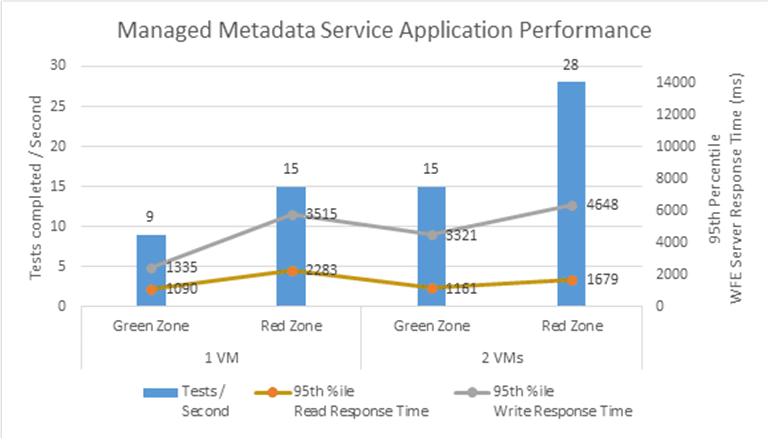 Managed Metadata Service Application Performance
30
25
20
15
10
5
0
Tests completed / Second
14000
12000
10000
8000
6000
4000
2000
0
95th Percentile
WFE Server Response Time (ms)
9
15
15
28
1335
3515
3321
4648
1090
2283
1161
1679
Green Zone
Red Zone
Green Zone
Red Zone
1 VM
2 VMs
Tests /
Second
95th %ile
Read Response Time
95th %ile
Write Response Time